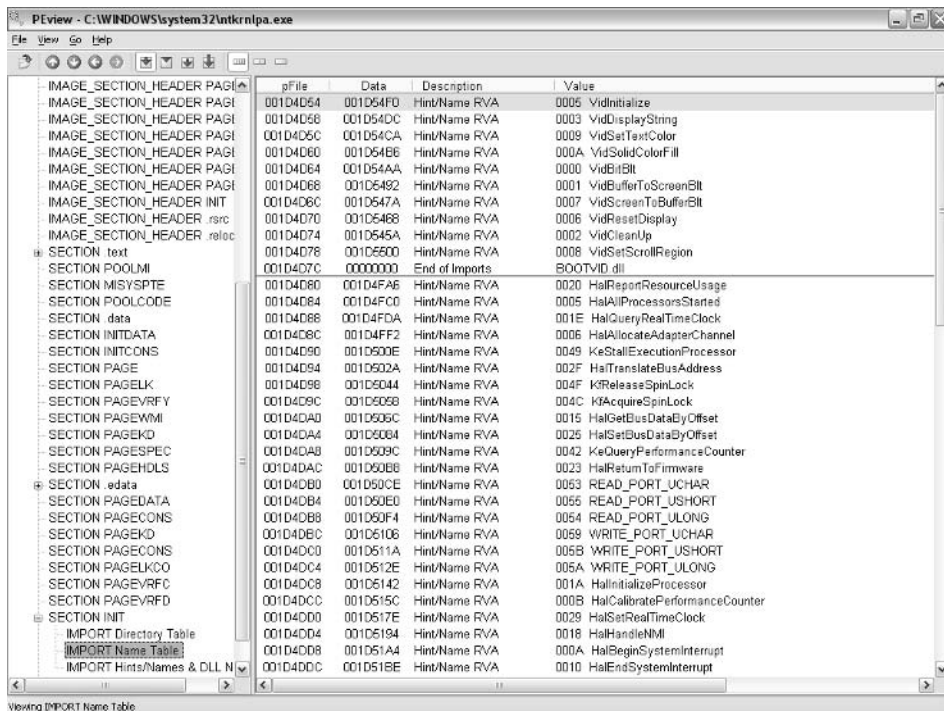 PEview - C:\WINDOWS\system32\ntkrnlpa.exe
File View Go Help
IMAGE_SECTION_HEADER PAGE
IMAGE_SECTION_HEADER PAGE
IMAGE_SECTION_HEADER PAGE
IMAGE_SECTION_HEADER PAGE
IMAGE_SECTION_HEADER PAGE
IMAGE_SECTION_HEADER PAGE
IMAGE_SECTION_HEADER PAGE
IMAGE_SECTION_HEADER INIT
IMAGE_SECTION_HEADER .rsrc
IMAGE_SECTION_HEADER .reloc
SECTION .text
SECTION POOLMI
SECTION MISYSPTE
SECTION POOLCODE
SECTION .data
SECTION INITDATA
SECTION INITCONS
SECTION PAGE
SECTION PAGELK
SECTION PAGEVRFY
SECTION PAGEWMI
SECTION PAGEKD
SECTION PAGESPEC
SECTION PAGEHDLS
SECTION .edata
SECTION PAGEDATA
SECTION PAGECONS
SECTION PAGEKD
SECTION PAGECONS
SECTION PAGELKCO
SECTION PAGEVRFC
SECTION PAGEVRFD
SECTION INIT
IMPORT Directory Table
IMPORT Name Table
IMPORT Hints/Names & DLL N
pFile Data Description Value
001D4D54 001D54F0 Hint/Name RVA 0005 VidInitialize
001D4D58 001D54DC Hint/Name RVA 0003 VidDisplayString
001D4D5C 001D54CA Hint/Name RVA 0009 VidSetTextColor
001D4D60 001D54B6 Hint/Name RVA 000A VidSolidColorFill
001D4D64 001D54AA Hint/Name RVA 0000 VidBitBlt
001D4D68 001D5492 Hint/Name RVA 0001 VidBufferToScreenBlt
001D4D6C 001D547A Hint/Name RVA 0007 VidScreenToBufferBlt
001D4D70 001D5468 Hint/Name RVA 0006 VidResetDisplay
001D4D74 001D545A Hint/Name RVA 0002 VidCleanUp
001D4D78 001D5500 Hint/Name RVA 0008 VidSetScrollRegion
001D4D7C 00000000 End of Imports BOOTVID.dll
001D4D80 001D4FA6 Hint/Name RVA 0020 HalReportResourceUsage
001D4D84 001D4FC0 Hint/Name RVA 0005 HalAllProcessorsStarted
001D4D88 001D4FDA Hint/Name RVA 001E HalQueryRealTimeClock
001D4D8C 001D4FF2 Hint/Name RVA 0006 HalAllocateAdapterChannel
001D4D90 001D500E Hint/Name RVA 0049 KeStallExecutionProcessor
001D4D94 001D502A Hint/Name RVA 002F HalTranslateBusAddress
001D4D98 001D5044 Hint/Name RVA 004F KfReleaseSpinLock
001D4D9C 001D5058 Hint/Name RVA 004C KfAcquireSpinLock
001D4DA0 001D506C Hint/Name RVA 0015 HalGetBusDataByOffset
001D4DA4 001D5084 Hint/Name RVA 0025 HalSetBusDataByOffset
001D4DA8 001D509C Hint/Name RVA 0042 KeQueryPerformanceCounter
001D4DAC 001D50B8 Hint/Name RVA 0023 HalReturnToFirmware
001D4DB0 001D50CE Hint/Name RVA 0053 READ_PORT_UCHAR
001D4DB4 001D50E0 Hint/Name RVA 0055 READ_PORT_USHORT
001D4DB8 001D50F4 Hint/Name RVA 0054 READ_PORT_ULONG
001D4DBC 001D5106 Hint/Name RVA 0059 WRITE_PORT_UCHAR
001D4DC0 001D511A Hint/Name RVA 005B WRITE_PORT_USHORT
001D4DC4 001D512E Hint/Name RVA 005A WRITE_PORT_ULONG
001D4DC8 001D5142 Hint/Name RVA 001A HalInitializeProcessor
001D4DCC 001D515C Hint/Name RVA 000B HalCalibratePerformanceCounter
001D4DD0 001D517E Hint/Name RVA 0029 HalSetRealTimeClock
001D4DD4 001D5194 Hint/Name RVA 0018 HalHandleNMI
001D4DD8 001D51A4 Hint/Name RVA 000A HalBeginSystemInterrupt
001D4DDC 001D51BE Hint/Name RVA 0010 HalEndSystemInterrupt
Viewing IMPORT Name Table